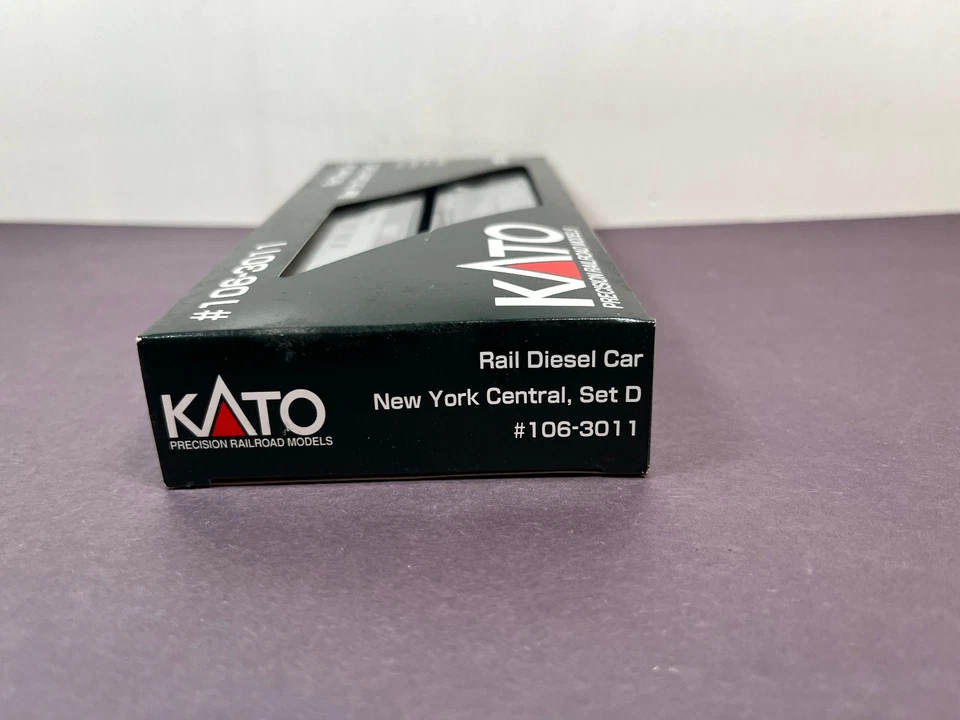 #106-3011
KATO
PRECISION RAILROAD MODELS
KATO
PRECISION RAILROAD MODELS
Rail Diesel Car
New York Central, Set D
#106-3011